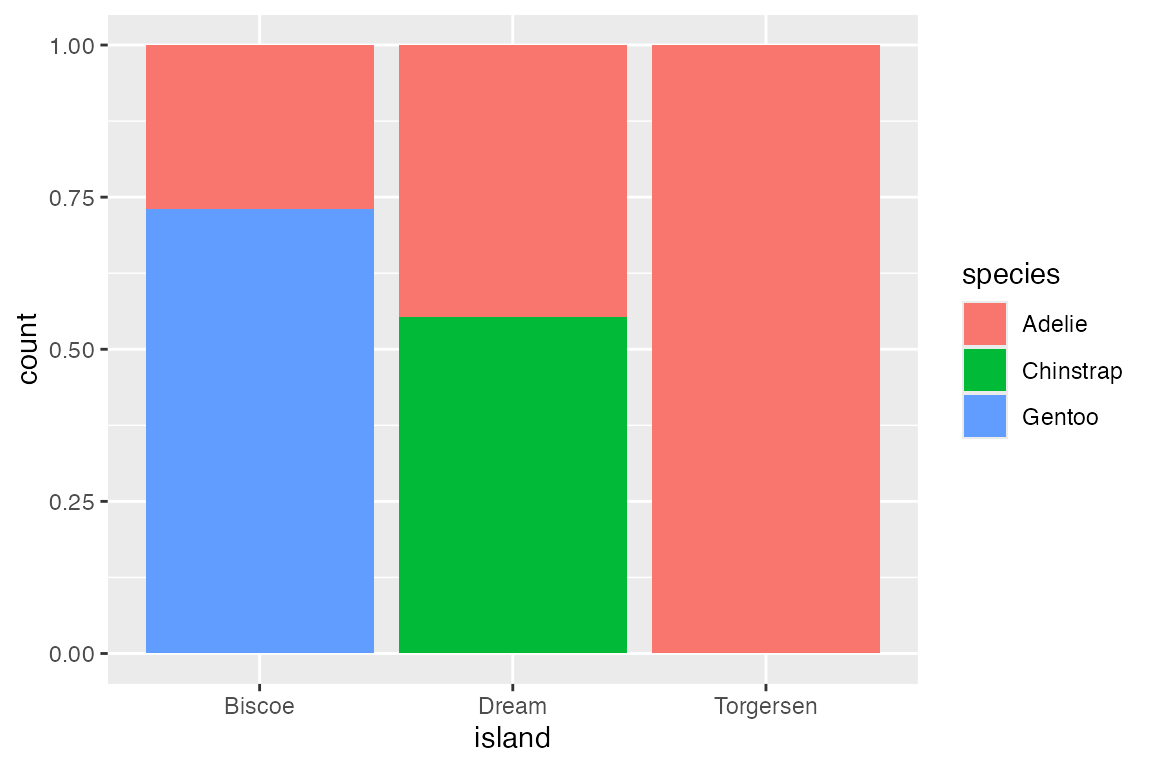 1.00
0.75
0.50
0.25
0.00
count
Biscoe
Dream
Torgersen
island
species
Adelie
Chinstrap
Gentoo